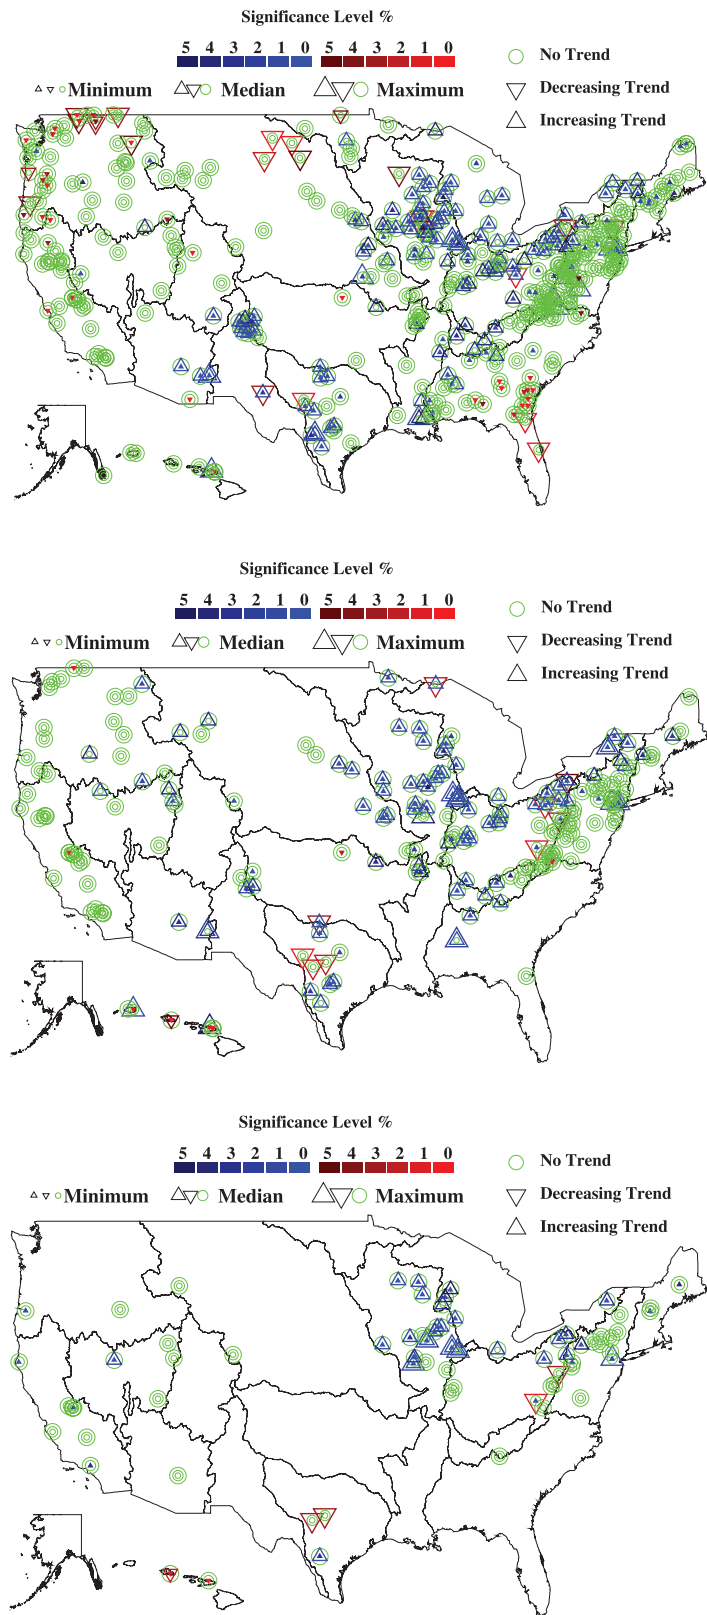 Significance Level %
5 4 3 2 1 0 5 4 3 2 1 0
No Trend
Minimum Median Maximum
Decreasing Trend
Increasing Trend
Significance Level %
5 4 3 2 1 0 5 4 3 2 1 0
No Trend
Minimum Median Maximum
Decreasing Trend
Increasing Trend
Significance Level %
5 4 3 2 1 0 5 4 3 2 1 0
No Trend
Minimum Median Maximum
Decreasing Trend
Increasing Trend